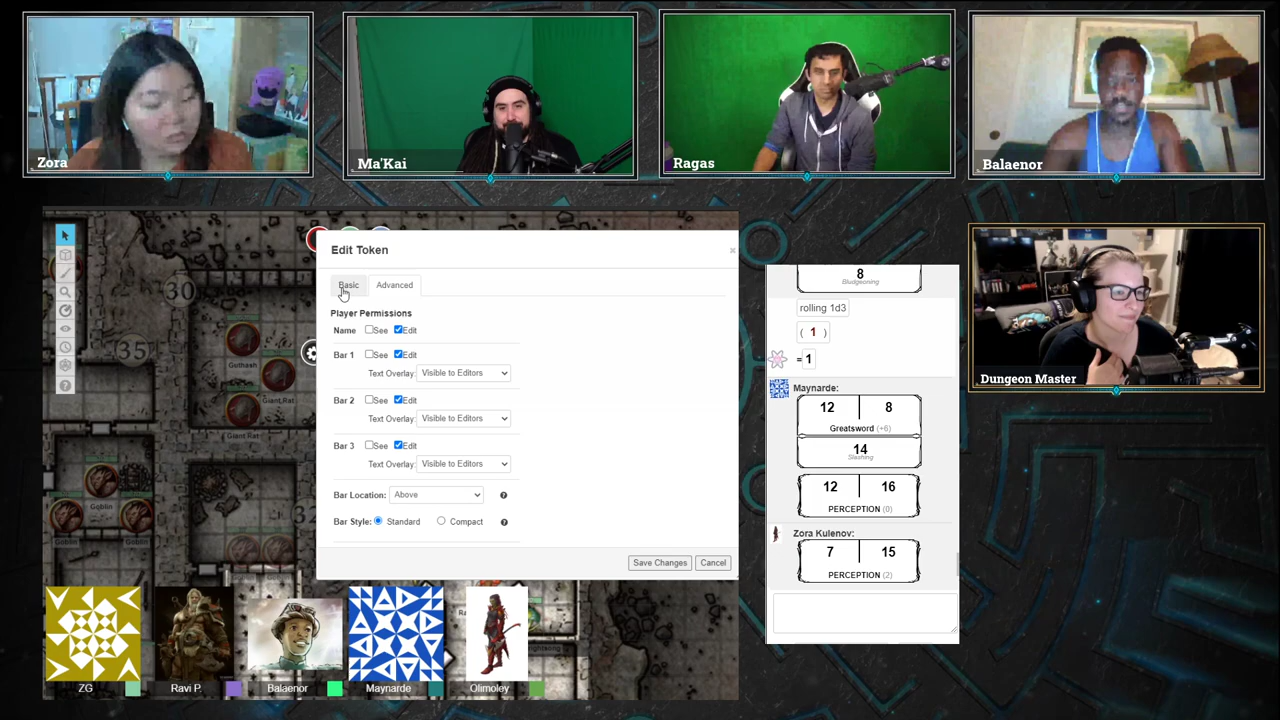 Zora
Ma'Kai
Ragas
Balaenor
Dungeon Master
30
35
Gothash
Giant Rat
Giant Rat
Goblin
Goblin
Goblin
Edit Token
×
Basic
Advanced
Player Permissions
Name See Edit
Bar 1 See Edit
Text Overlay: Visible to Editors
Bar 2 See Edit
Text Overlay: Visible to Editors
Bar 3 See Edit
Text Overlay: Visible to Editors
Bar Location: Above ?
Bar Style: Standard Compact ?
Save Changes
Cancel
8
Bludgeoning
rolling 1d3
( 1 )
=1
Maynarde:
12 8
Greatsword (+6)
14
Slashing
12 16
PERCEPTION (0)
Zora Kulenov:
7 15
PERCEPTION (2)
ZG
Ravi P.
Balaenor
Maynarde
Olimoley